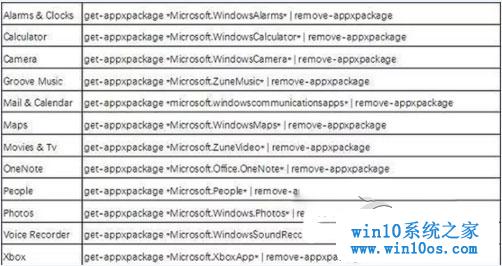 Alarms & Clocks get-appxpackage *Microsoft.WindowsAlarms* | remove-appxpackage
Calculator get-appxpackage *Microsoft.WindowsCalculator* | remove-appxpackage
Camera get-appxpackage *Microsoft.WindowsCamera* | remove-appxpackage
Groove Music get-appxpackage *Microsoft.ZuneMusic* | remove-appxpackage
Mail & Calendar get-appxpackage *microsoft.windowscommunicationsapps* | remove-appxpackage
Maps get-appxpackage *Microsoft.WindowsMaps* | remove-appxpackage
Movies & Tv get-appxpackage *Microsoft.ZuneVideo* | remove-appxpackage
OneNote get-appxpackage *Microsoft.Office.OneNote* | remove-appxpackage
People get-appxpackage *Microsoft.People* | remove-a
Photos get-appxpackage *Microsoft.Windows.Photos* | re
Voice Recorder get-appxpackage *Microsoft.WindowsSoundRecc
Xbox get-appxpackage *Microsoft.XboxApp* | remove-appxpa
win10系统之家
www.win10os.com